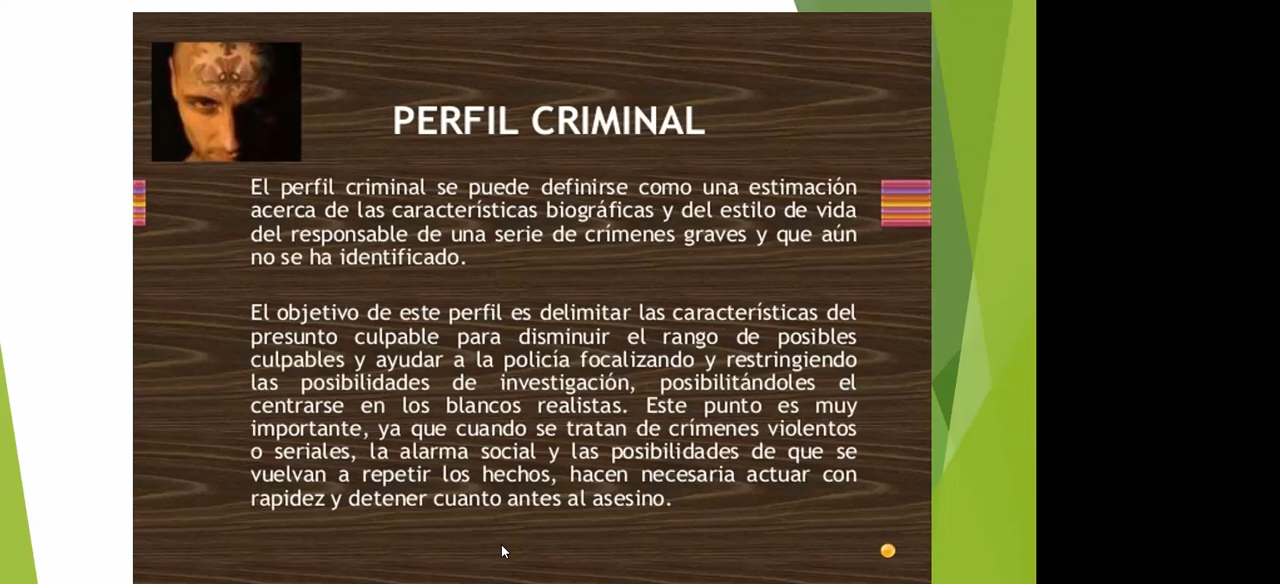 PERFIL CRIMINAL
El perfil criminal se puede definirse como una estimación
acerca de las características biográficas y del estilo de vida
del responsable de una serie de crímenes graves y que aún
no se ha identificado.
El objetivo de este perfil es delimitar las características del
presunto culpable para disminuir el rango de posibles
culpables y ayudar a la policía focalizando y restringiendo
las posibilidades de investigación, posibilitándoles el
centrarse en los blancos realistas. Este punto es muy
importante, ya que cuando se tratan de crímenes violentos
o seriales, la alarma social y las posibilidades de que se
vuelvan a repetir los hechos, hacen necesaria actuar con
rapidez y detener cuanto antes al asesino.